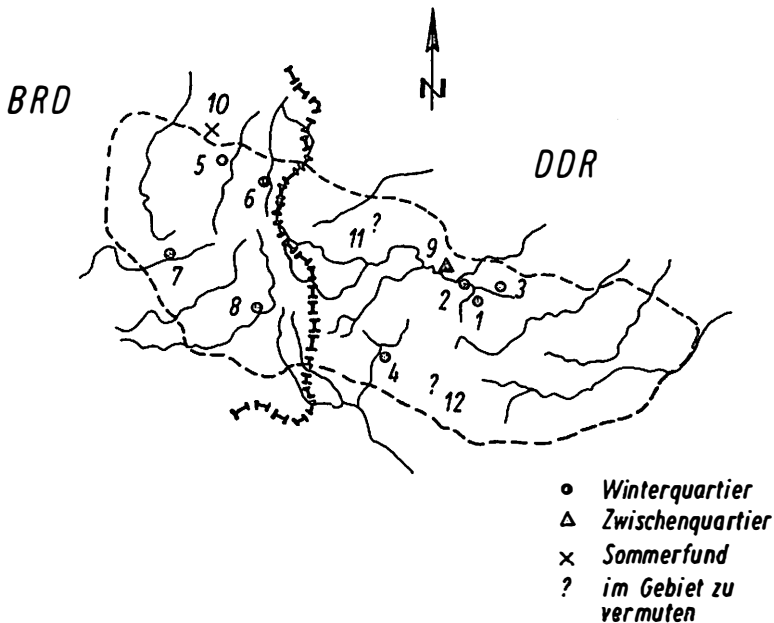 N
BRD
DDR
10
5
6
7
8
11 ?
9
2
3
1
4
? 12
Winterquartier
Zwischenquartier
Sommerfund
? im Gebiet zu
vermuten